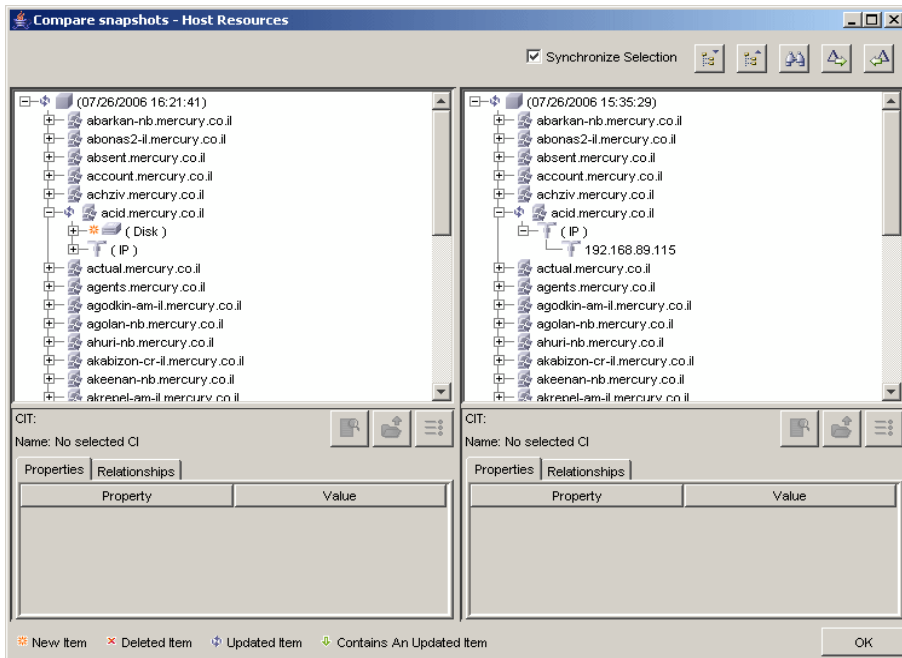 Compare snapshots - Host Resources
Synchronize Selection
(07/26/2006 16:21:41)
abarkan-nb.mercury.co.il
abonas2-il.mercury.co.il
absent.mercury.co.il
account.mercury.co.il
achziv.mercury.co.il
acid.mercury.co.il
( Disk )
( IP )
actual.mercury.co.il
agents.mercury.co.il
agodkin-am-il.mercury.co.il
agolan-nb.mercury.co.il
ahuri-nb.mercury.co.il
akabizon-cr-il.mercury.co.il
akeenan-nb.mercury.co.il
akrepel-am-il.mercury.co.il
CIT:
Name: No selected CI
Properties Relationships
Property Value
(07/26/2006 15:35:29)
abarkan-nb.mercury.co.il
abonas2-il.mercury.co.il
absent.mercury.co.il
account.mercury.co.il
achziv.mercury.co.il
acid.mercury.co.il
( IP )
192.168.89.115
actual.mercury.co.il
agents.mercury.co.il
agodkin-am-il.mercury.co.il
agolan-nb.mercury.co.il
ahuri-nb.mercury.co.il
akabizon-cr-il.mercury.co.il
akeenan-nb.mercury.co.il
akrepel-am-il.mercury.co.il
CIT:
Name: No selected CI
Properties Relationships
Property Value
New Item Deleted Item Updated Item Contains An Updated Item
OK